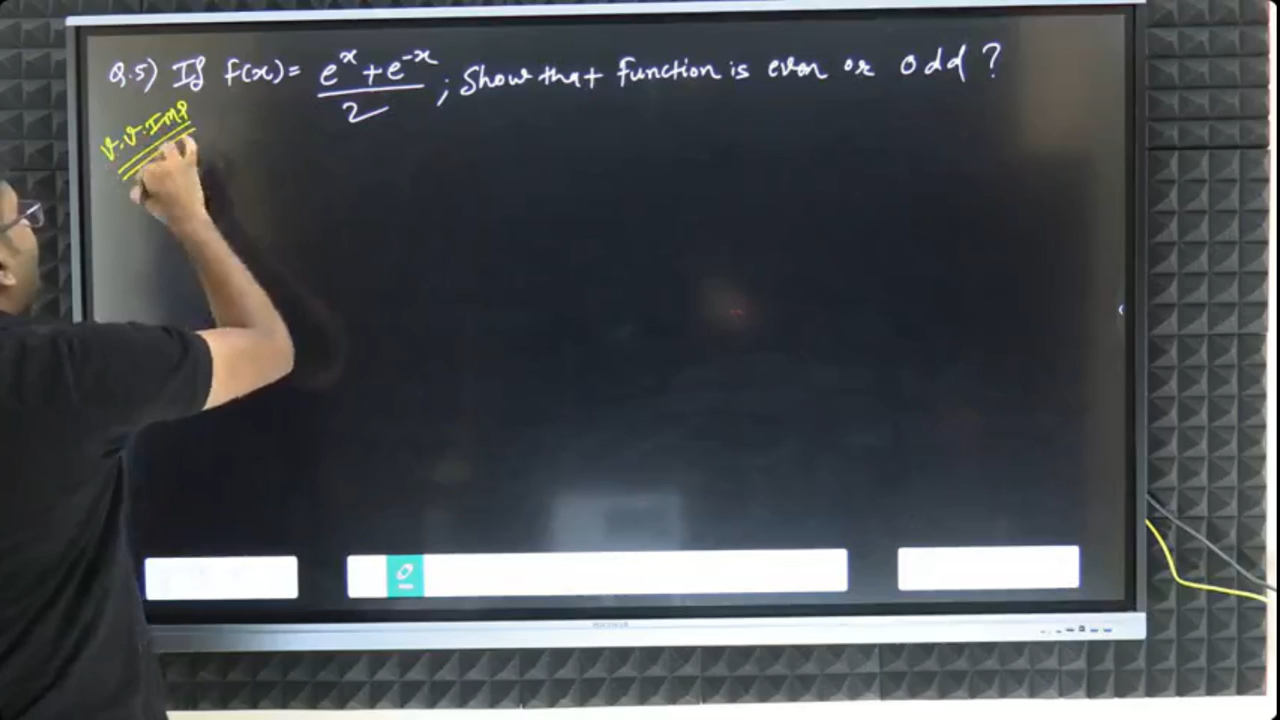 Q.5) If f(x) = (e^x + e^-x)/2 ; Show that function is even or odd ?
V.V.IMP